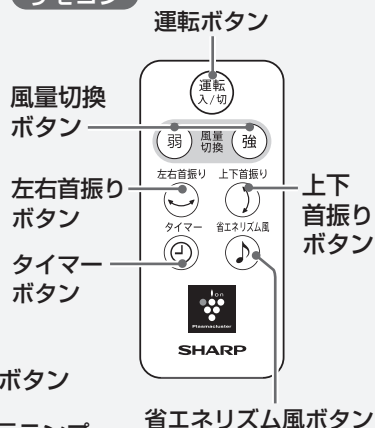 リモコン
運転ボタン
風量切換
ボタン
運転
入/切
弱
風量
切換
強
左右首振り
上下首振り
左右首振り
ボタン
上下
首振り
ボタン
タイマー
省エネリズム風
タイマー
ボタン
ion
Plasmacluster
SHARP
ボタン
省エネリズム風ボタン